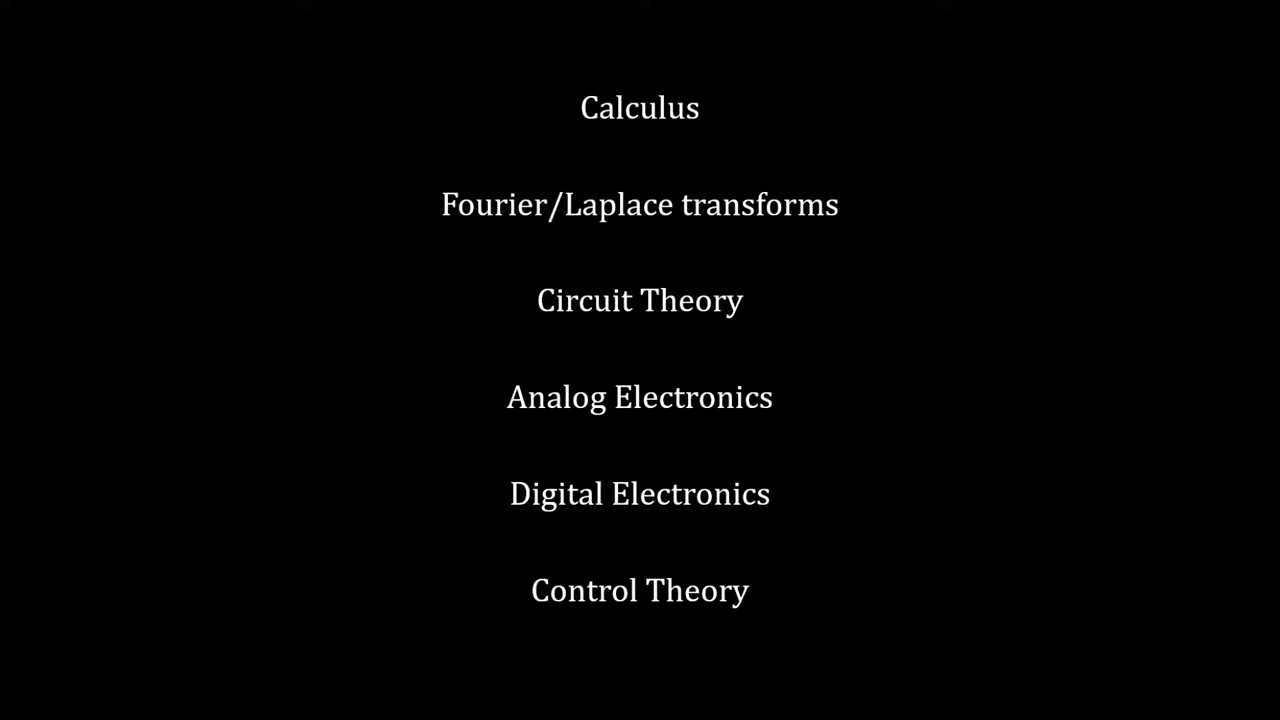 Calculus
Fourier/Laplace transforms
Circuit Theory
Analog Electronics
Digital Electronics
Control Theory